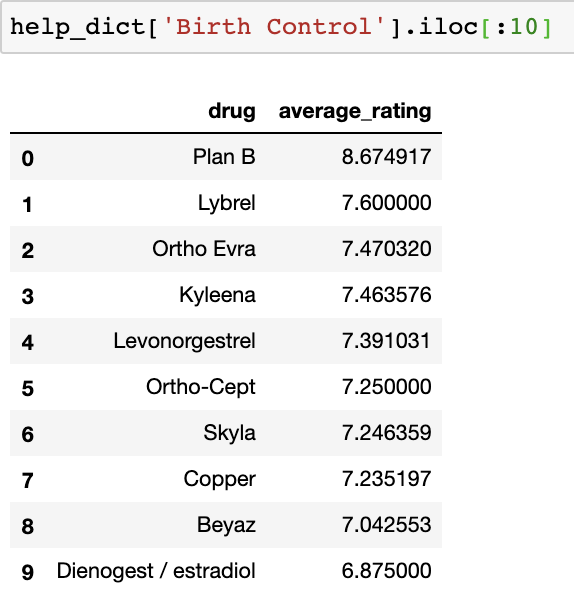 help_dict['Birth Control'].iloc[:10]
drug average_rating
0 Plan B 8.674917
1 Lybrel 7.600000
2 Ortho Evra 7.470320
3 Kyleena 7.463576
4 Levonorgestrel 7.391031
5 Ortho-Cept 7.250000
6 Skyla 7.246359
7 Copper 7.235197
8 Beyaz 7.042553
9 Dienogest / estradiol 6.875000